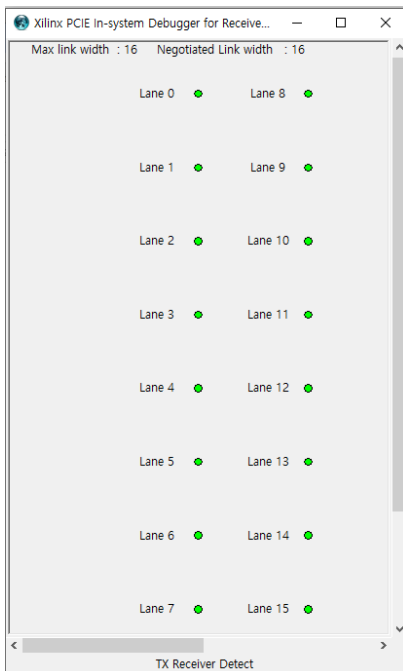 Xilinx PCIE In-system Debugger for Receive...
Max link width : 16 Negotiated Link width : 16
Lane 0 Lane 8
Lane 1 Lane 9
Lane 2 Lane 10
Lane 3 Lane 11
Lane 4 Lane 12
Lane 5 Lane 13
Lane 6 Lane 14
Lane 7 Lane 15
TX Receiver Detect